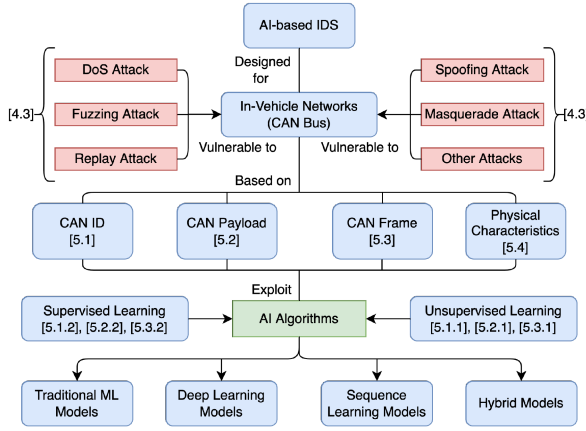 AI-based IDS
Designed
for
DoS Attack
Spoofing Attack
[4.3]
Fuzzing Attack
In-Vehicle Networks
(CAN Bus)
Masquerade Attack
[4.3
Vulnerable to
Vulnerable to
Replay Attack
Other Attacks
Based on
CAN ID
[5.1]
CAN Payload
[5.2]
CAN Frame
[5.3]
Physical
Characteristics
[5.4]
Exploit
Supervised Learning
[5.1.2], [5.2.2], [5.3.2]
AI Algorithms
Unsupervised Learning
[5.1.1], [5.2.1], [5.3.1]
Traditional ML
Models
Deep Learning
Models
Sequence
Learning Models
Hybrid Models